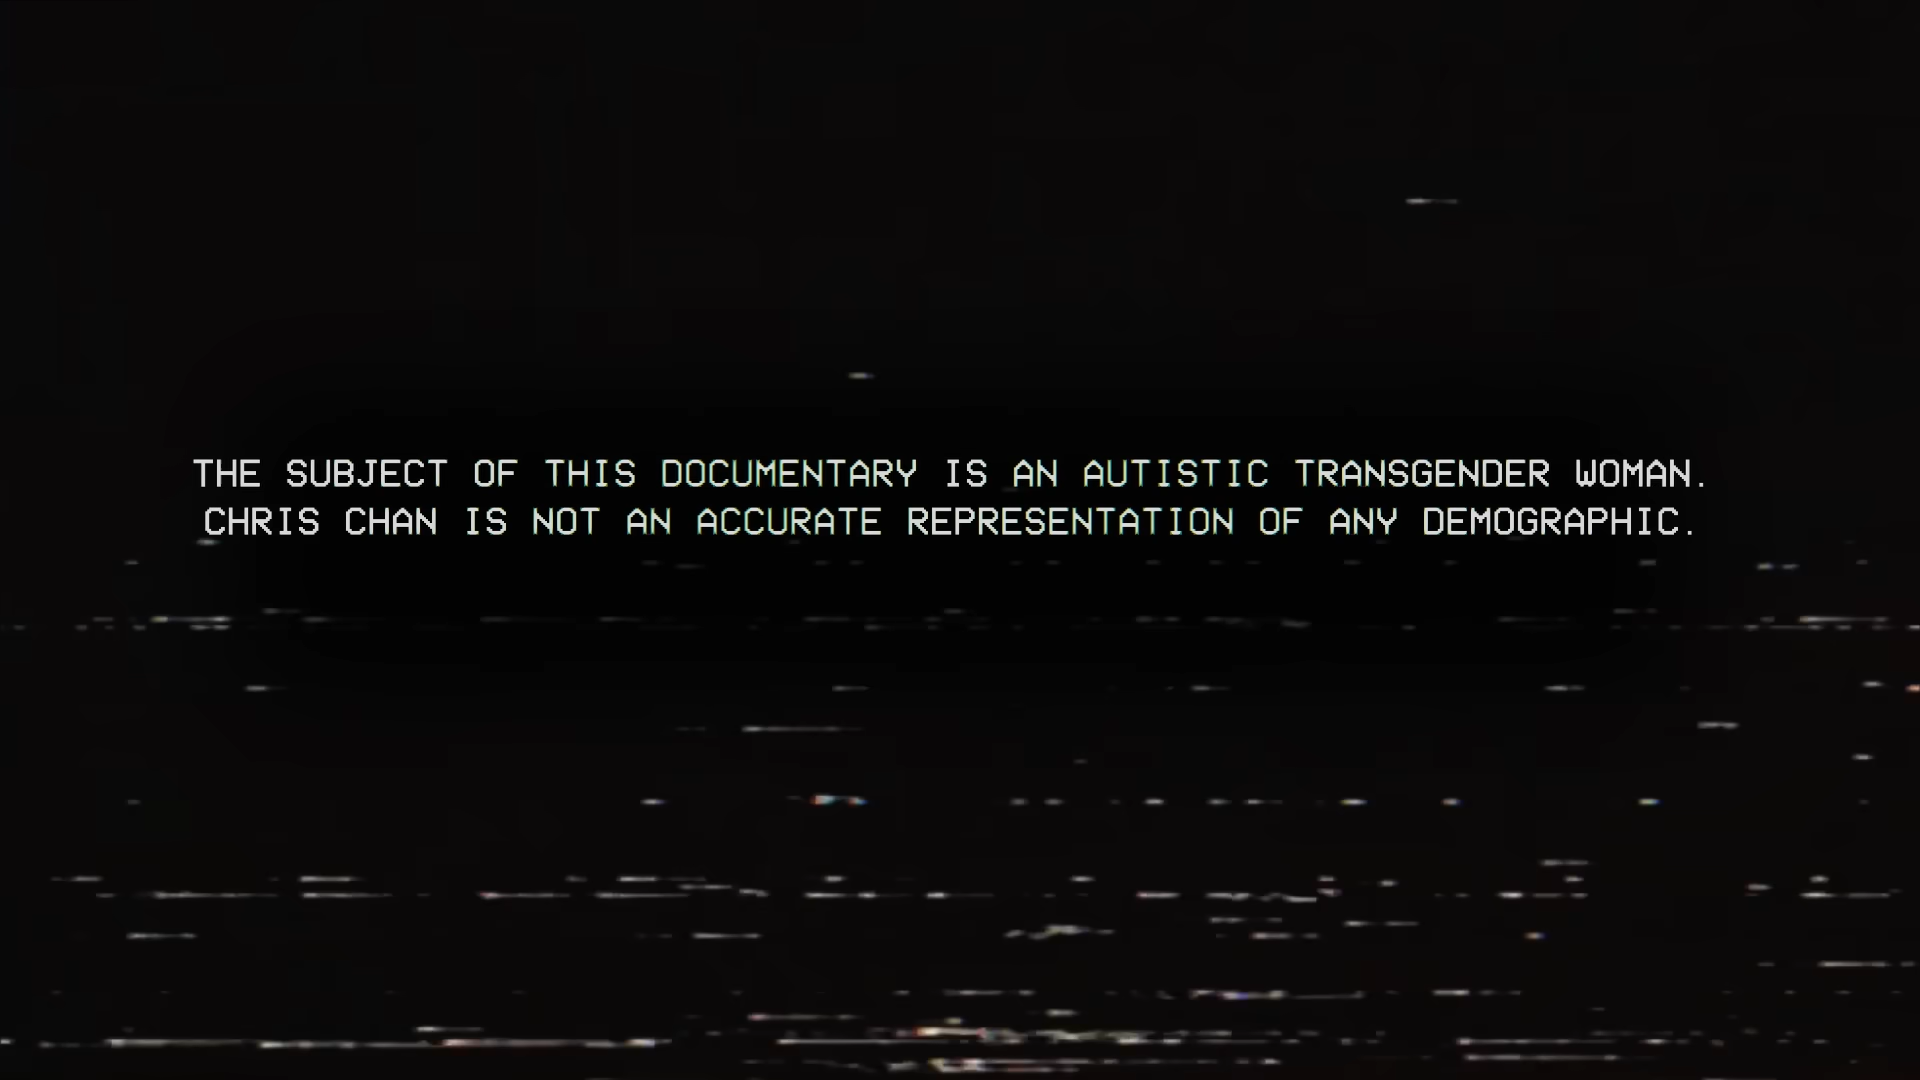 THE SUBJECT OF THIS DOCUMENTARY IS AN AUTISTIC TRANSGENDER WOMAN.
CHRIS CHAN IS NOT AN ACCURATE REPRESENTATION OF ANY DEMOGRAPHIC.